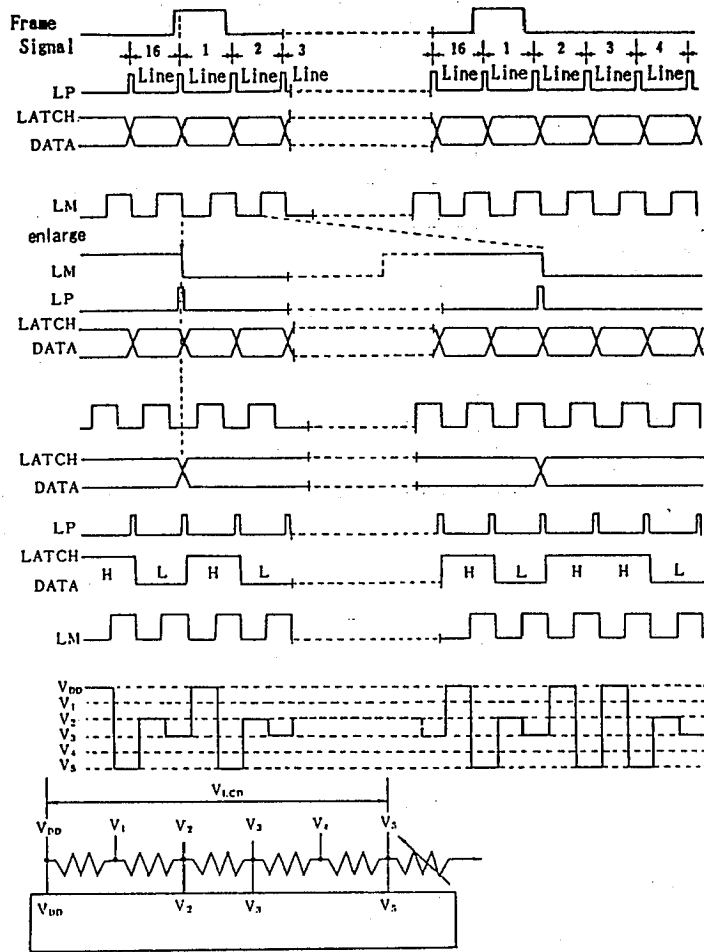 Frame
Signal
16 1 2 3 16 1 2 3 4
Line Line Line Line Line Line Line Line Line
LP
LATCH
DATA
LM
enlarge
LM
LP
LATCH
DATA
LATCH
DATA
LP
LATCH
H L H L H L H H L
DATA
LM
VDD
V1
V2
V3
V4
V5
VLCD
VDD V1 V2 V3 V4 V5
VDD V2 V3 V5